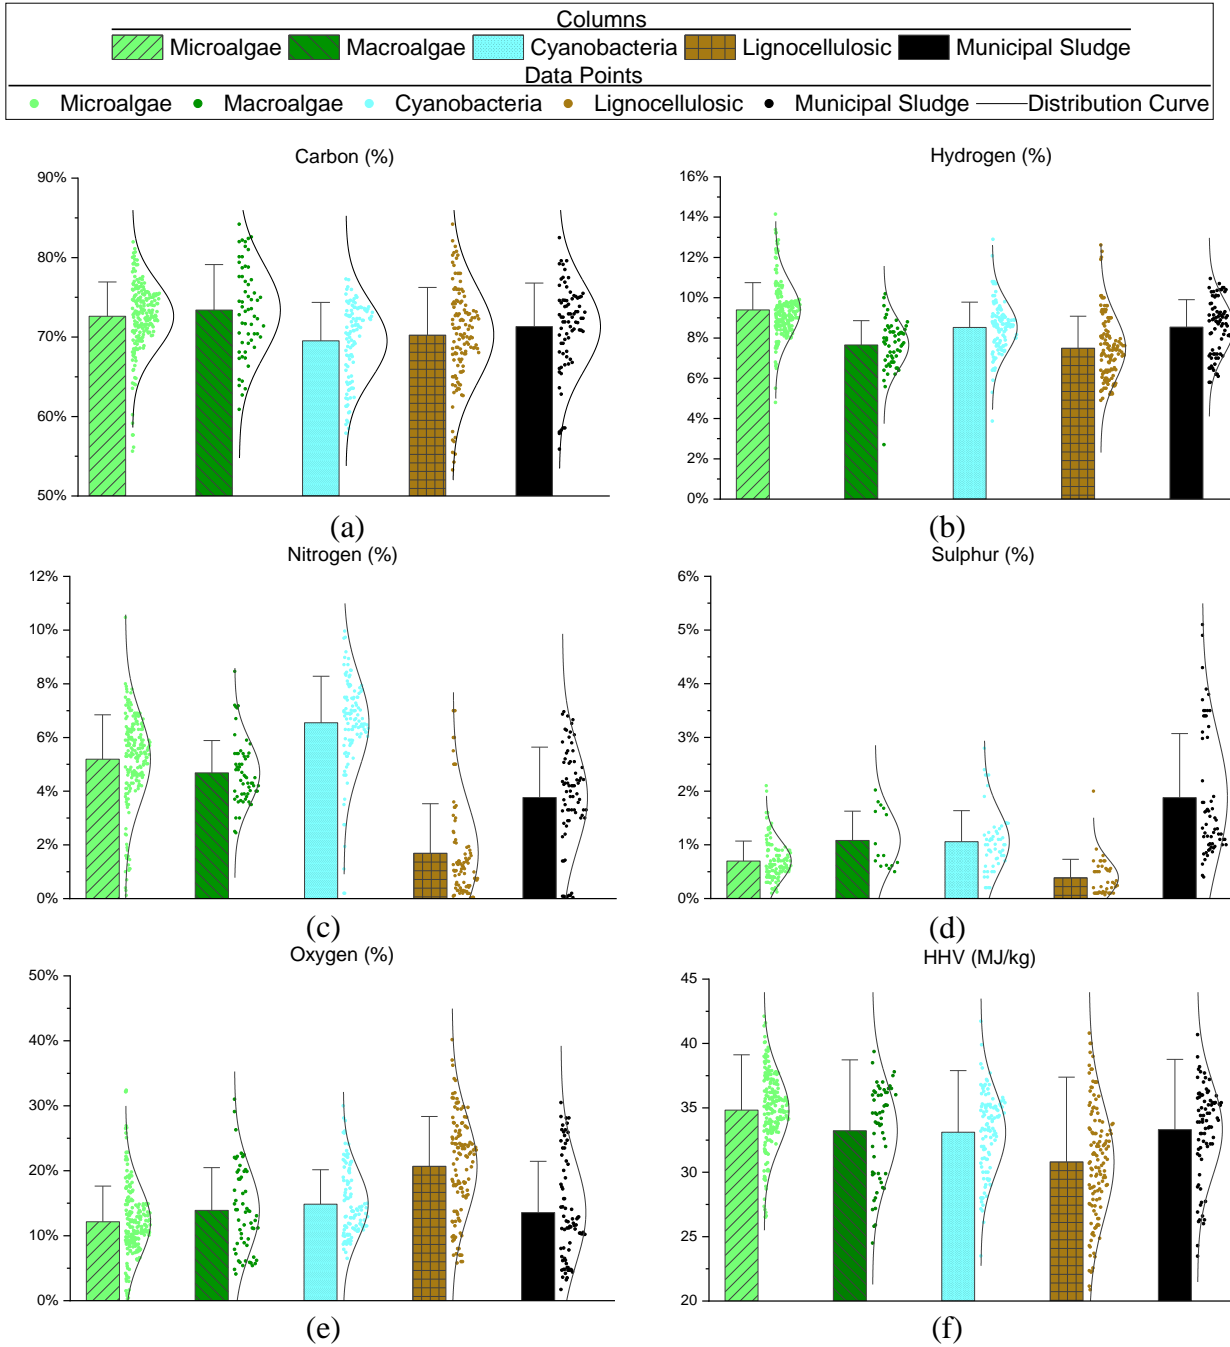 Columns
Microalgae Macroalgae Cyanobacteria Lignocellulosic Municipal Sludge
Data Points
Microalgae Macroalgae Cyanobacteria Lignocellulosic Municipal Sludge Distribution Curve
Carbon (%)
90%
80%
70%
60%
50%
(a)
Hydrogen (%)
16%
14%
12%
10%
8%
6%
4%
2%
0%
(b)
Nitrogen (%)
12%
10%
8%
6%
4%
2%
0%
(c)
Sulphur (%)
6%
5%
4%
3%
2%
1%
0%
(d)
Oxygen (%)
50%
40%
30%
20%
10%
0%
(e)
HHV (MJ/kg)
45
40
35
30
25
20
(f)